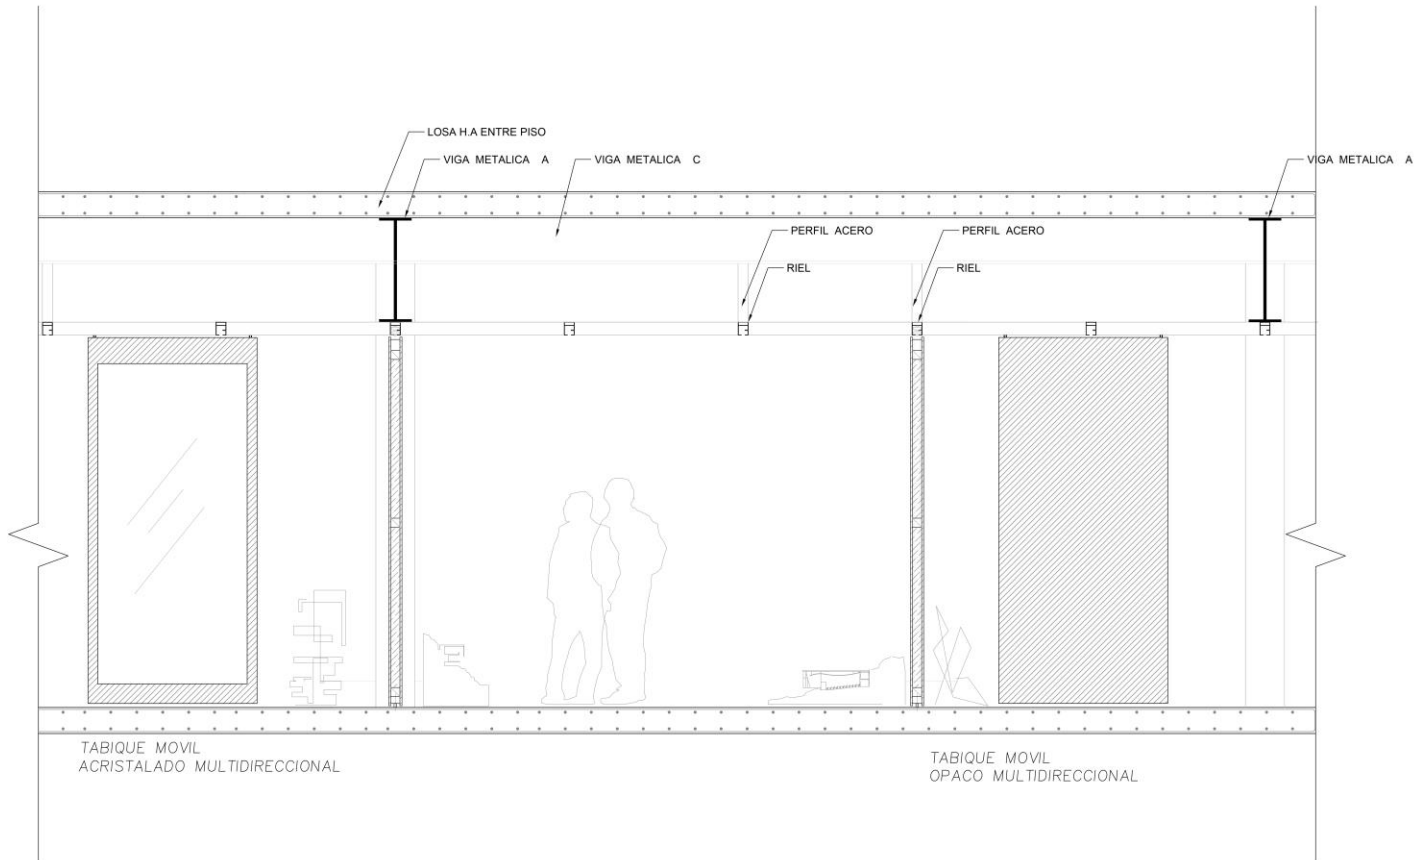 LOSA H.A ENTRE PISO
VIGA METALICA A
VIGA METALICA C
VIGA METALICA A
PERFIL ACERO
PERFIL ACERO
RIEL
RIEL
TABIQUE MOVIL
ACRISTALADO MULTIDIRECCIONAL
TABIQUE MOVIL
OPACO MULTIDIRECCIONAL